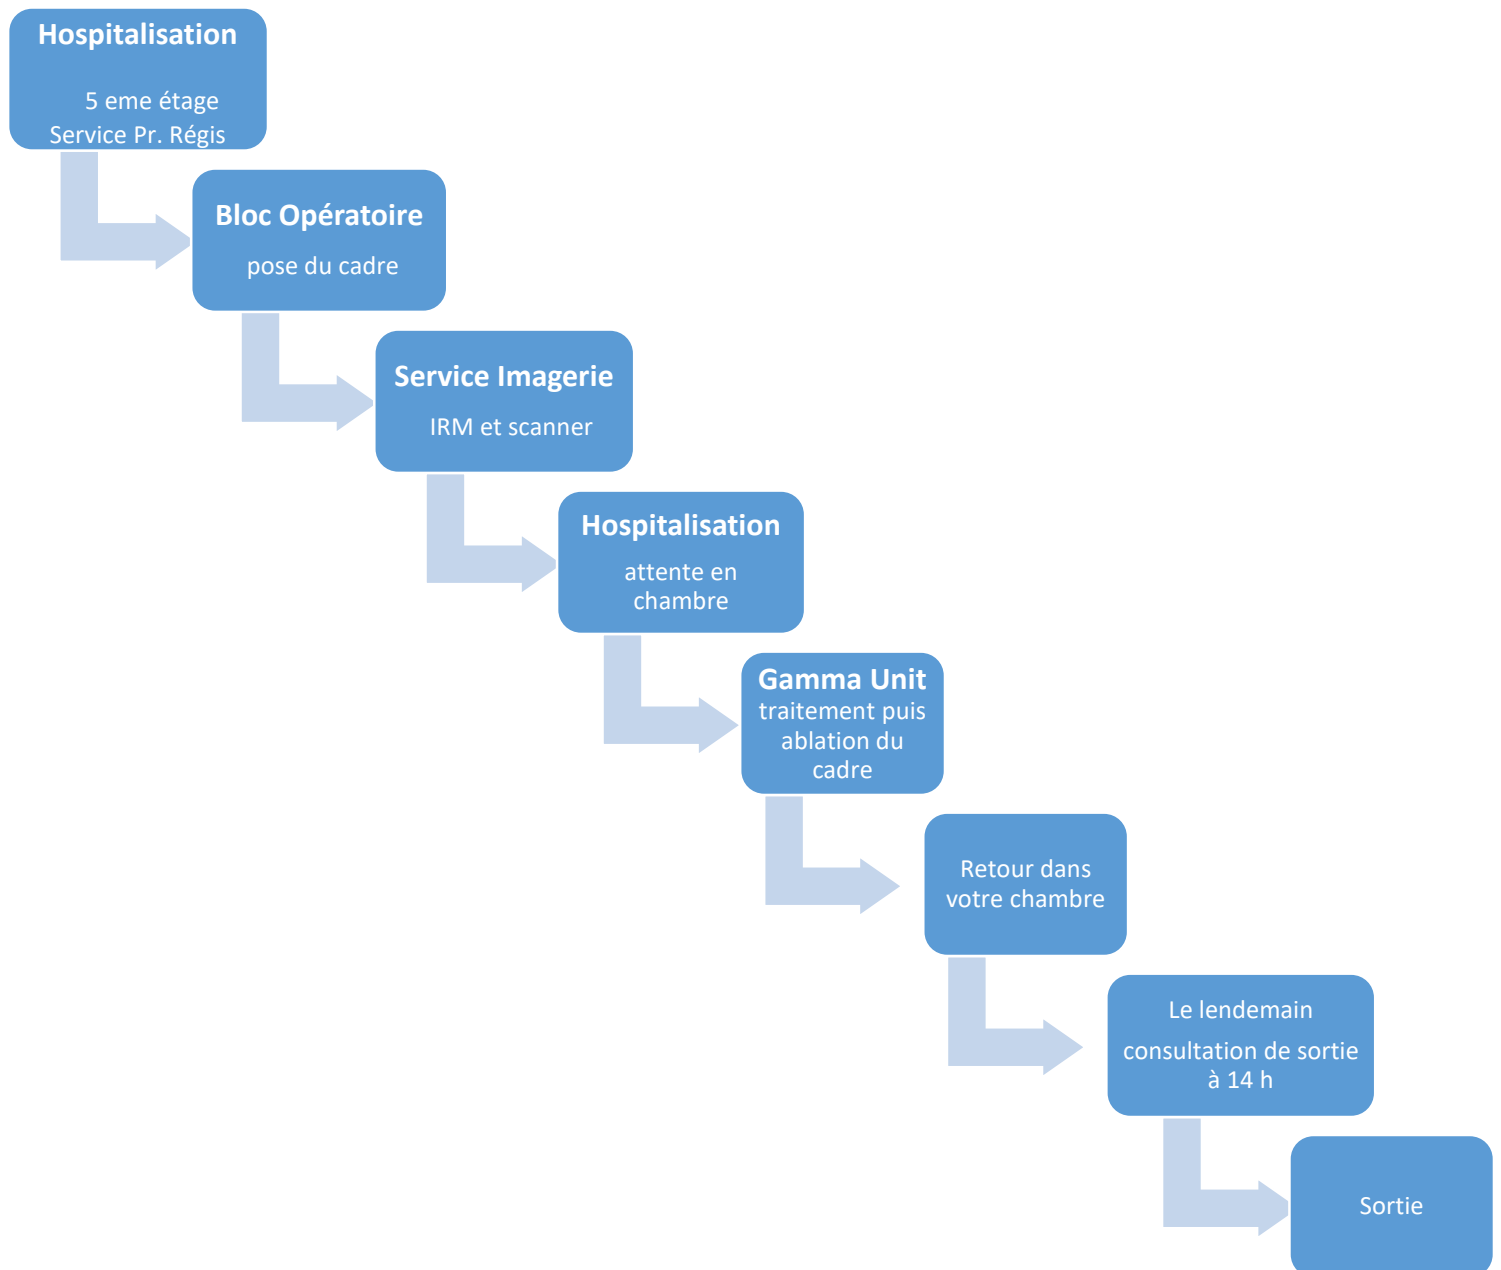 Hospitalisation
5 eme étage
Service Pr. Régis
Bloc Opératoire
pose du cadre
Service Imagerie
IRM et scanner
Hospitalisation
attente en
chambre
Gamma Unit
traitement puis
ablation du
cadre
Retour dans
votre chambre
Le lendemain
consultation de sortie
à 14 h
Sortie